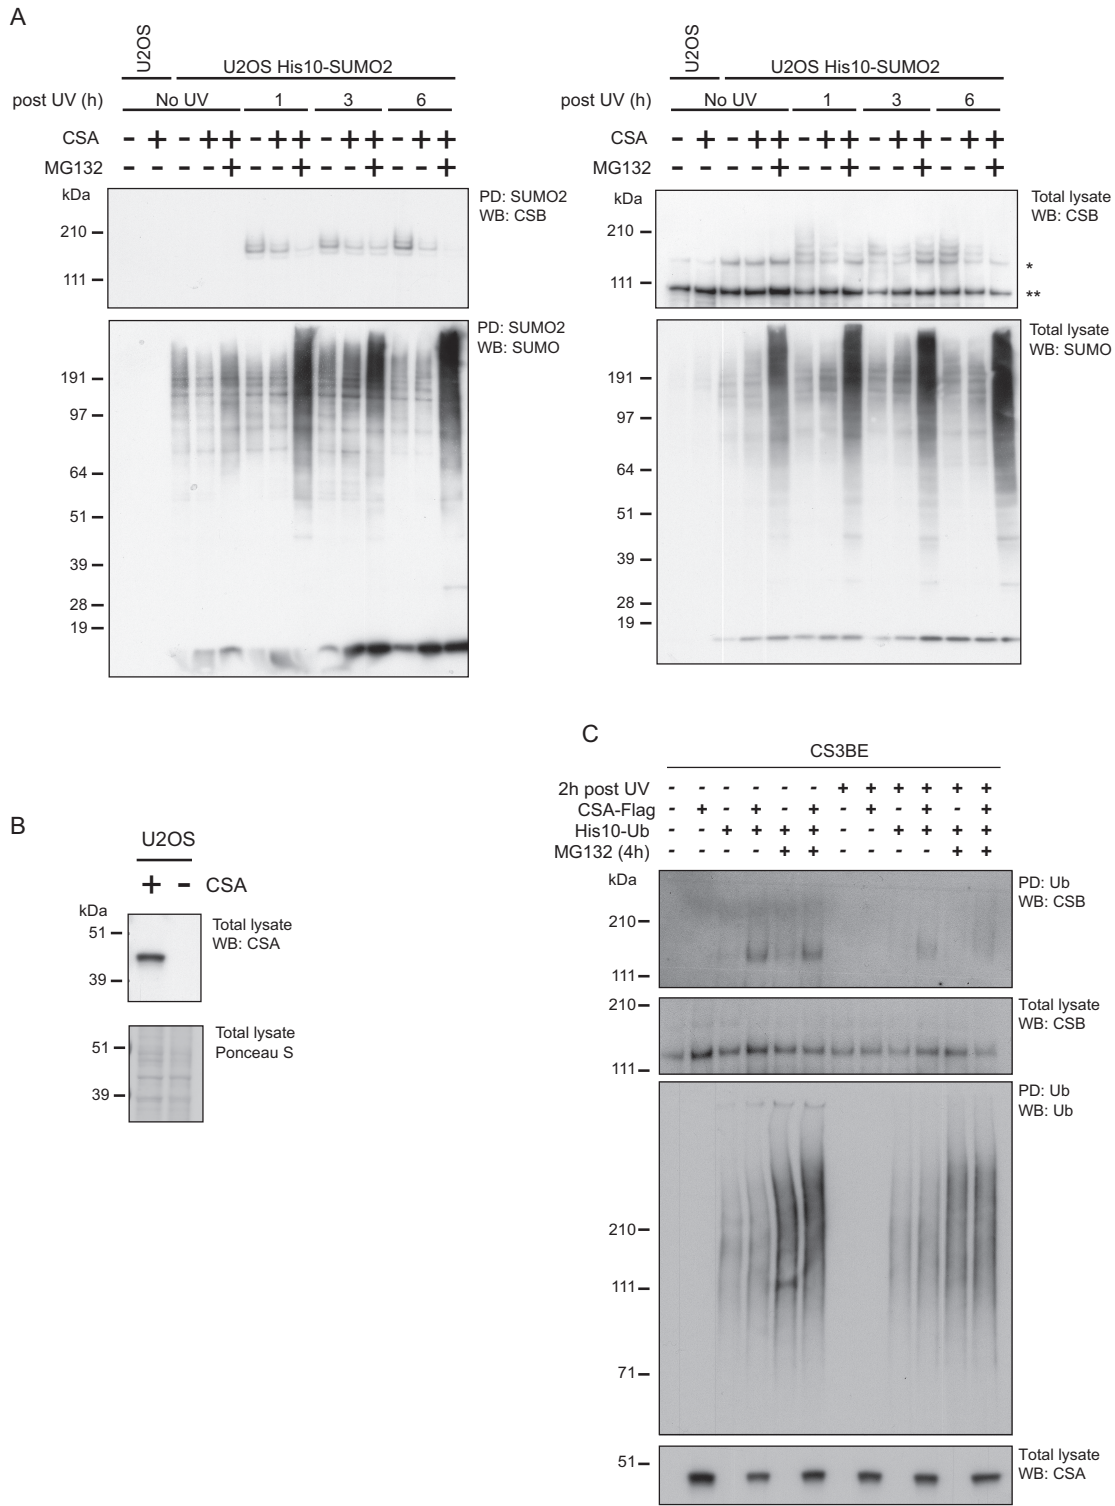 A
U2OS
U2OS His10-SUMO2
post UV (h)
No UV 1 3 6
CSA - + - + + - + + - + + - + +
MG132 - - - - + - - + - - + - - +
kDa
210
111
PD: SUMO2
WB: CSB
191
97
64
51
39
28
19
PD: SUMO2
WB: SUMO
U2OS
U2OS His10-SUMO2
post UV (h)
No UV 1 3 6
CSA - + - + + - + + - + + - + +
MG132 - - - - + - - + - - + - - +
kDa
210
111
Total lysate
WB: CSB
*
**
191
97
64
51
39
28
19
Total lysate
WB: SUMO
B
U2OS
+ - CSA
kDa
51
39
Total lysate
WB: CSA
51
39
Total lysate
Ponceau S
C
CS3BE
2h post UV - - - - - - + + + + + +
CSA-Flag - + - + - + - + - + - +
His10-Ub - - + + + + - - + + + +
MG132 (4h) - - - - + + - - - - + +
kDa
210
111
PD: Ub
WB: CSB
210
111
Total lysate
WB: CSB
210
111
71
PD: Ub
WB: Ub
51
Total lysate
WB: CSA